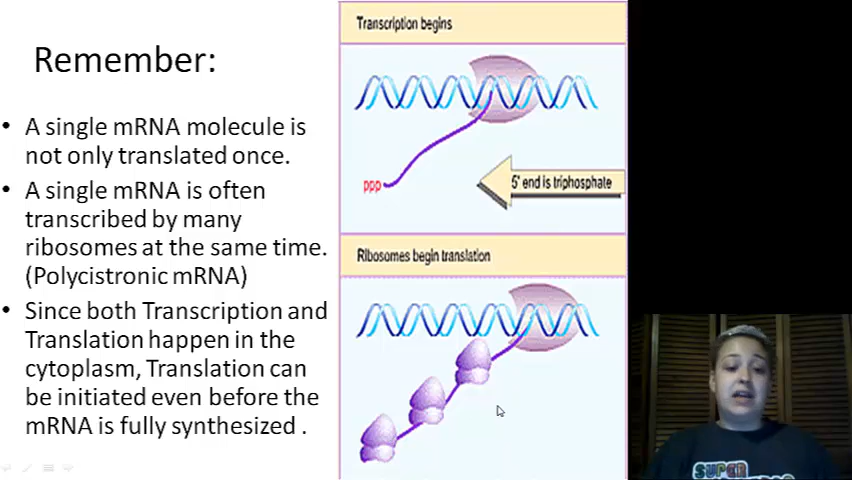 Remember:
• A single mRNA molecule is
not only translated once.
• A single mRNA is often
transcribed by many
ribosomes at the same time.
(Polycistronic mRNA)
• Since both Transcription and
Translation happen in the
cytoplasm, Translation can
be initiated even before the
mRNA is fully synthesized .
Transcription begins
ppp
5' end is triphosphate
Ribosomes begin translation
SUPER